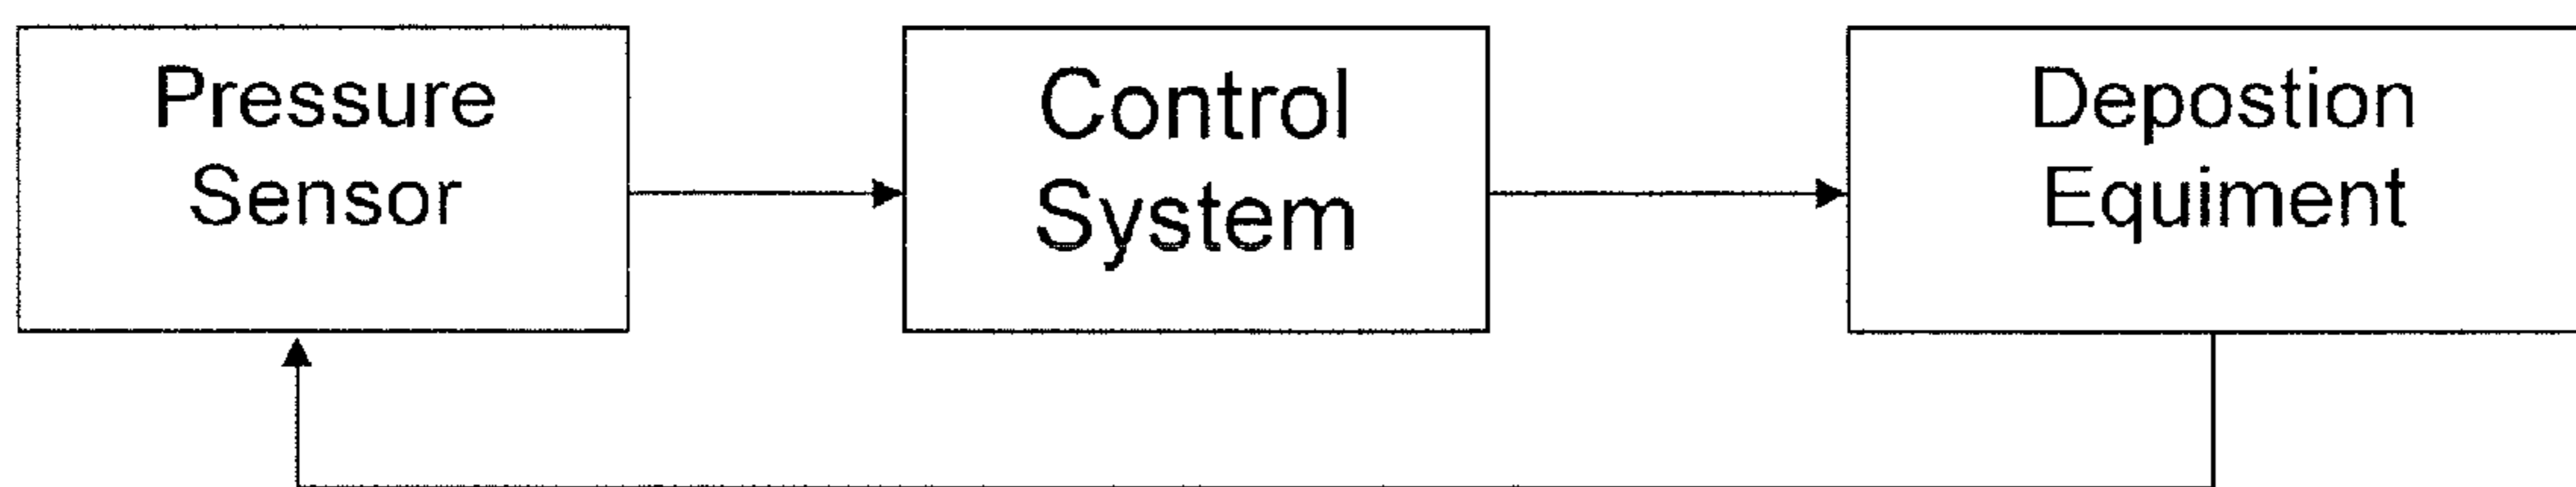 Pressure
Sensor
Control
System
Depostion
Equiment